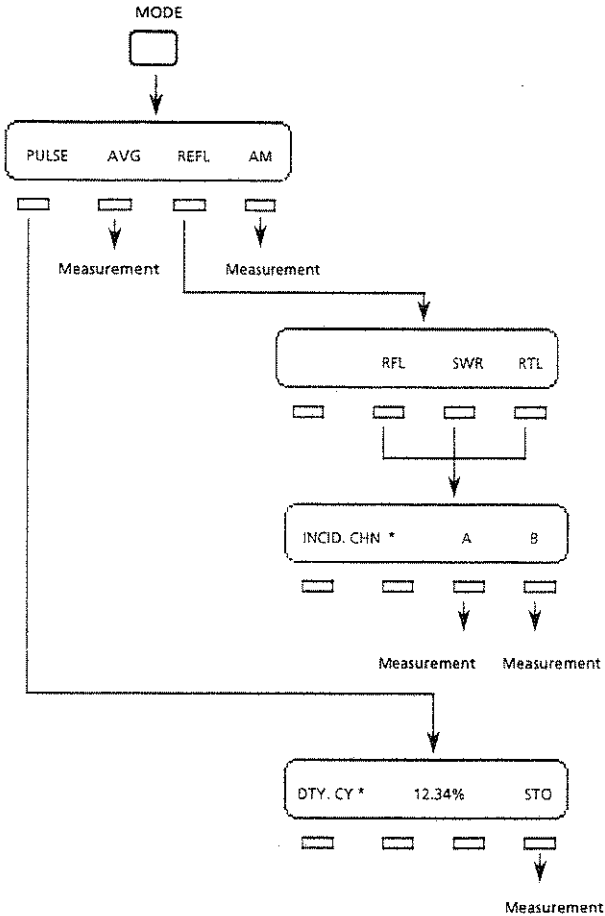 MODE
PULSE AVG REFL AM
Measurement Measurement
RFL SWR RTL
INCID. CHN * A B
Measurement Measurement
DTY. CY * 12.34% STO
Measurement